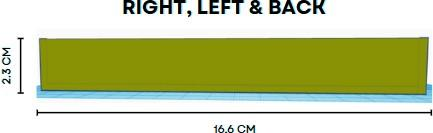 RIGHT, LEFT & BACK
2.3 CM
16.6 CM